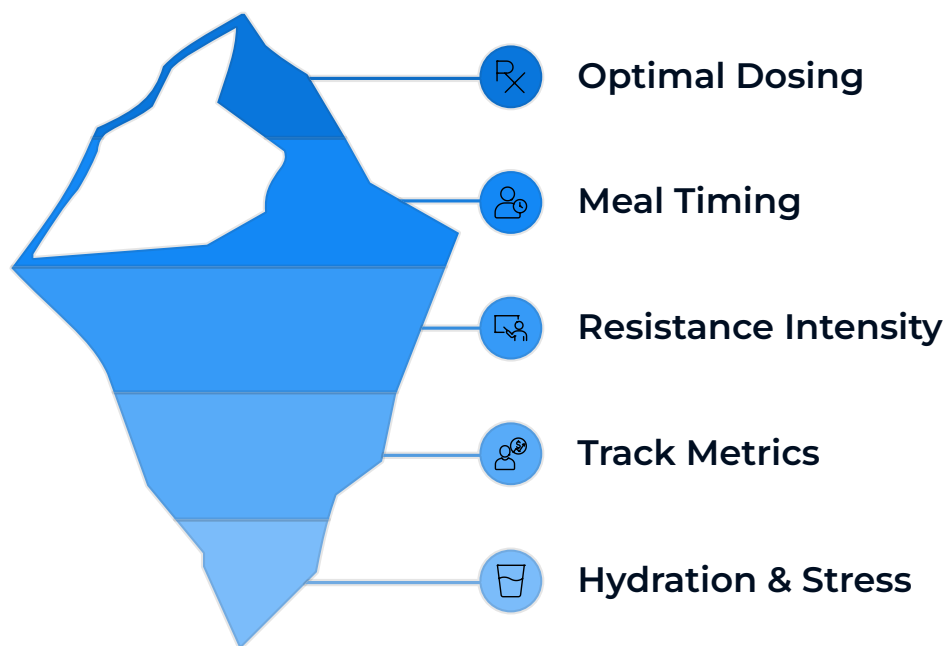 Optimal Dosing
Meal Timing
Resistance Intensity
Track Metrics
Hydration & Stress